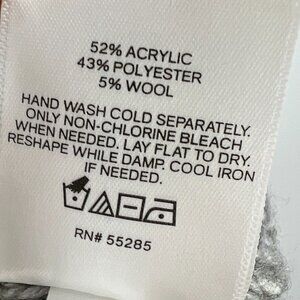 52% ACRYLIC
43% POLYESTER
5% WOOL
HAND WASH COLD SEPARATELY.
ONLY NON-CHLORINE BLEACH
WHEN NEEDED. LAY FLAT TO DRY.
RESHAPE WHILE DAMP. COOL IRON
IF NEEDED.
RN# 55285